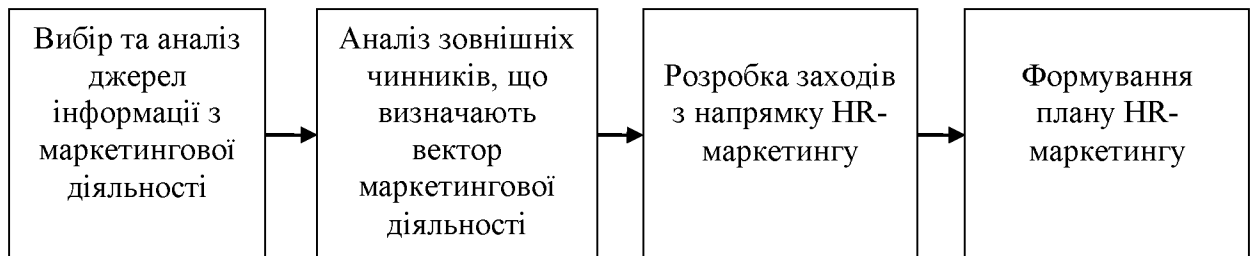 Вибір та аналіз
джерел
інформації з
маркетингової
діяльності
Аналіз зовнішніх
чинників, що
визначають
вектор
маркетингової
діяльності
Розробка заходів
з напрямку HR-
маркетингу
Формування
плану HR-
маркетингу